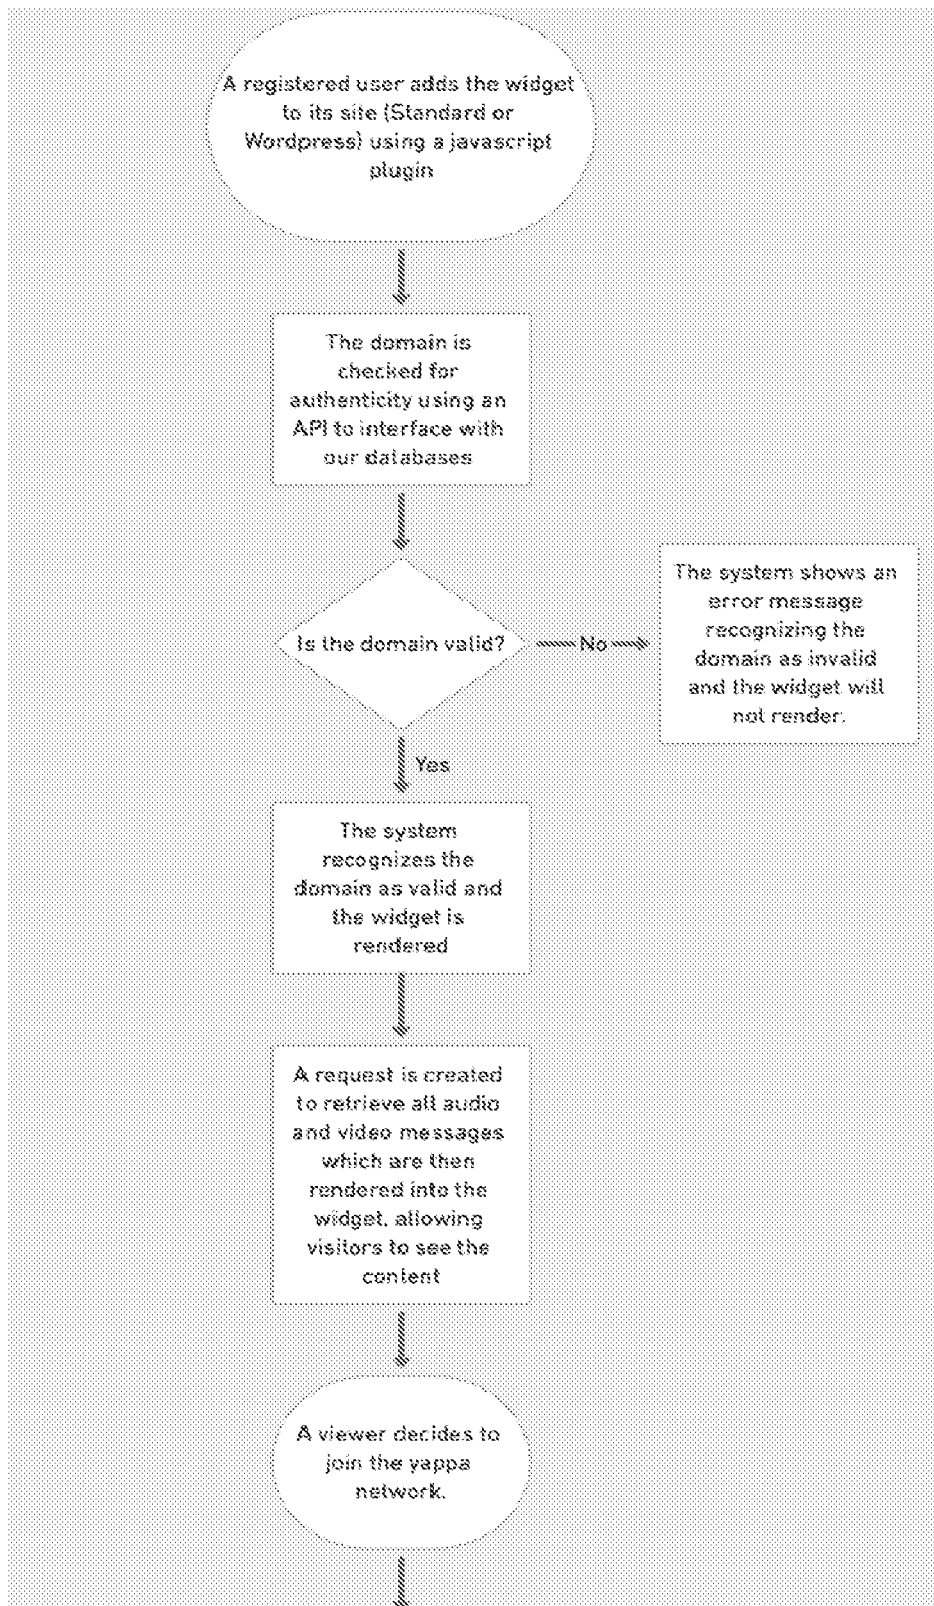 A registered user adds the widget
to its site (Standard or
Wordpress) using a javascript
plugin
The domain is
checked for
authenticity using an
API to interface with
our databases
Is the domain valid?
No
The system shows an
error message
recognizing the
domain as invalid
and the widget will
not render.
Yes
The system
recognizes the
domain as valid and
the widget is
rendered
A request is created
to retrieve all audio
and video messages
which are then
rendered into the
widget, allowing
visitors to see the
content
A viewer decides to
join the yappa
network.